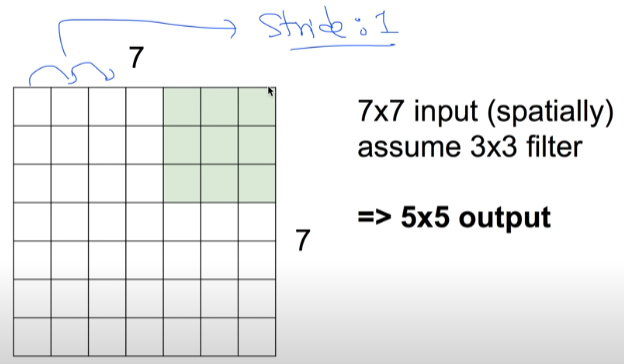 Stride : 1
7
7x7 input (spatially)
assume 3x3 filter
=> 5x5 output
7